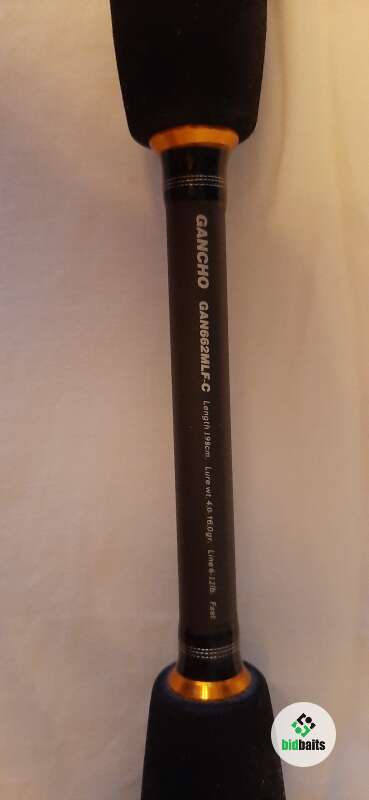 GANCHO GAN662MLF-C Length 198cm. Lure wt. 4.0-16.0gr. Line 6-12lb. Fast
bidbaits